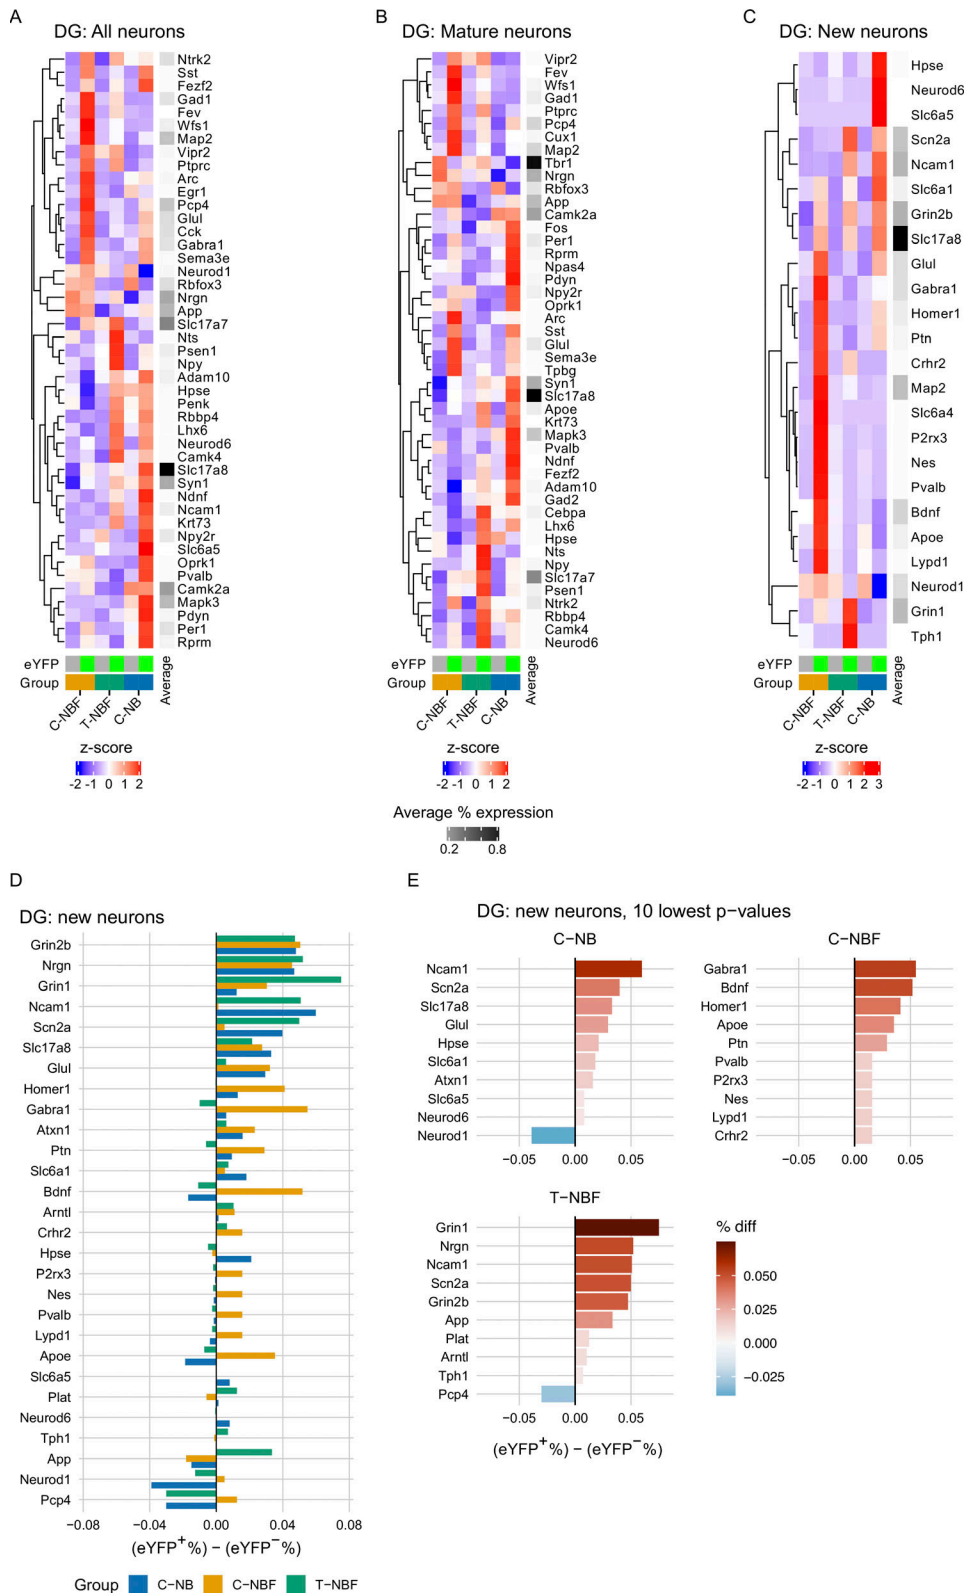 A
DG: All neurons
Ntrk2
Sst
Fezf2
Gad1
Fev
Wfs1
Map2
Vipr2
Ptprc
Arc
Egr1
Pcp4
Glul
Cck
Gabra1
Sema3e
Neurod1
Rbfox3
Nrgn
App
Slc17a7
Nts
Psen1
Npy
Adam10
Hpse
Penk
Rbbp4
Lhx6
Neurod6
Camk4
Slc17a8
Syn1
Ndnf
Ncam1
Krt73
Npy2r
Slc6a5
Oprk1
Pvalb
Camk2a
Mapk3
Pdyn
Per1
Rprm
eYFP
Group
Average
C-NBF
T-NBF
C-NB
z-score
-2 -1 0 1 2
B
DG: Mature neurons
Vipr2
Fev
Wfs1
Gad1
Ptprc
Pcp4
Cux1
Map2
Tbr1
Nrgn
Rbfox3
App
Camk2a
Fos
Per1
Rprm
Npas4
Pdyn
Npy2r
Oprk1
Arc
Sst
Glul
Sema3e
Tpbg
Syn1
Slc17a8
Apoe
Krt73
Mapk3
Pvalb
Ndnf
Fezf2
Adam10
Gad2
Cebpa
Lhx6
Hpse
Nts
Npy
Slc17a7
Psen1
Ntrk2
Rbbp4
Camk4
Neurod6
eYFP
Group
Average
C-NBF
T-NBF
C-NB
z-score
-2 -1 0 1 2
Average % expression
0.2 0.8
C
DG: New neurons
Hpse
Neurod6
Slc6a5
Scn2a
Ncam1
Slc6a1
Grin2b
Slc17a8
Glul
Gabra1
Homer1
Ptn
Crhr2
Map2
Slc6a4
P2rx3
Nes
Pvalb
Bdnf
Apoe
Lypd1
Neurod1
Grin1
Tph1
eYFP
Group
Average
C-NBF
T-NBF
C-NB
z-score
-2 -1 0 1 2 3
D
DG: new neurons
Grin2b
Nrgn
Grin1
Ncam1
Scn2a
Slc17a8
Glul
Homer1
Gabra1
Atxn1
Ptn
Slc6a1
Bdnf
Arntl
Crhr2
Hpse
P2rx3
Nes
Pvalb
Lypd1
Apoe
Slc6a5
Plat
Neurod6
Tph1
App
Neurod1
Pcp4
−0.08 −0.04 0.00 0.04 0.08
(eYFP+%) − (eYFP−%)
Group C−NB C−NBF T−NBF
E
DG: new neurons, 10 lowest p−values
C−NB
Ncam1
Scn2a
Slc17a8
Glul
Hpse
Slc6a1
Atxn1
Slc6a5
Neurod6
Neurod1
−0.05 0.00 0.05
C−NBF
Gabra1
Bdnf
Homer1
Apoe
Ptn
Pvalb
P2rx3
Nes
Lypd1
Crhr2
−0.05 0.00 0.05
T−NBF
Grin1
Nrgn
Ncam1
Scn2a
Grin2b
App
Plat
Arntl
Tph1
Pcp4
−0.05 0.00 0.05
(eYFP+%) − (eYFP−%)
% diff
0.050
0.025
0.000
−0.025